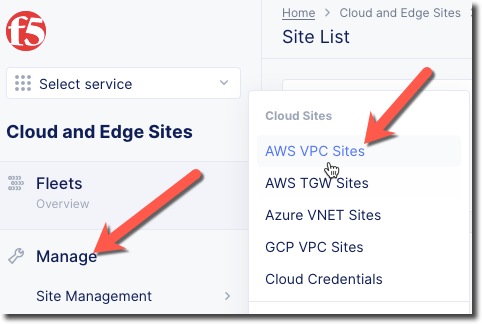 f5
Home > Cloud and Edge Sites >
Site List
Select service
Cloud and Edge Sites
Fleets
Overview
Manage
Site Management >
Cloud Sites
AWS VPC Sites
AWS TGW Sites
Azure VNET Sites
GCP VPC Sites
Cloud Credentials